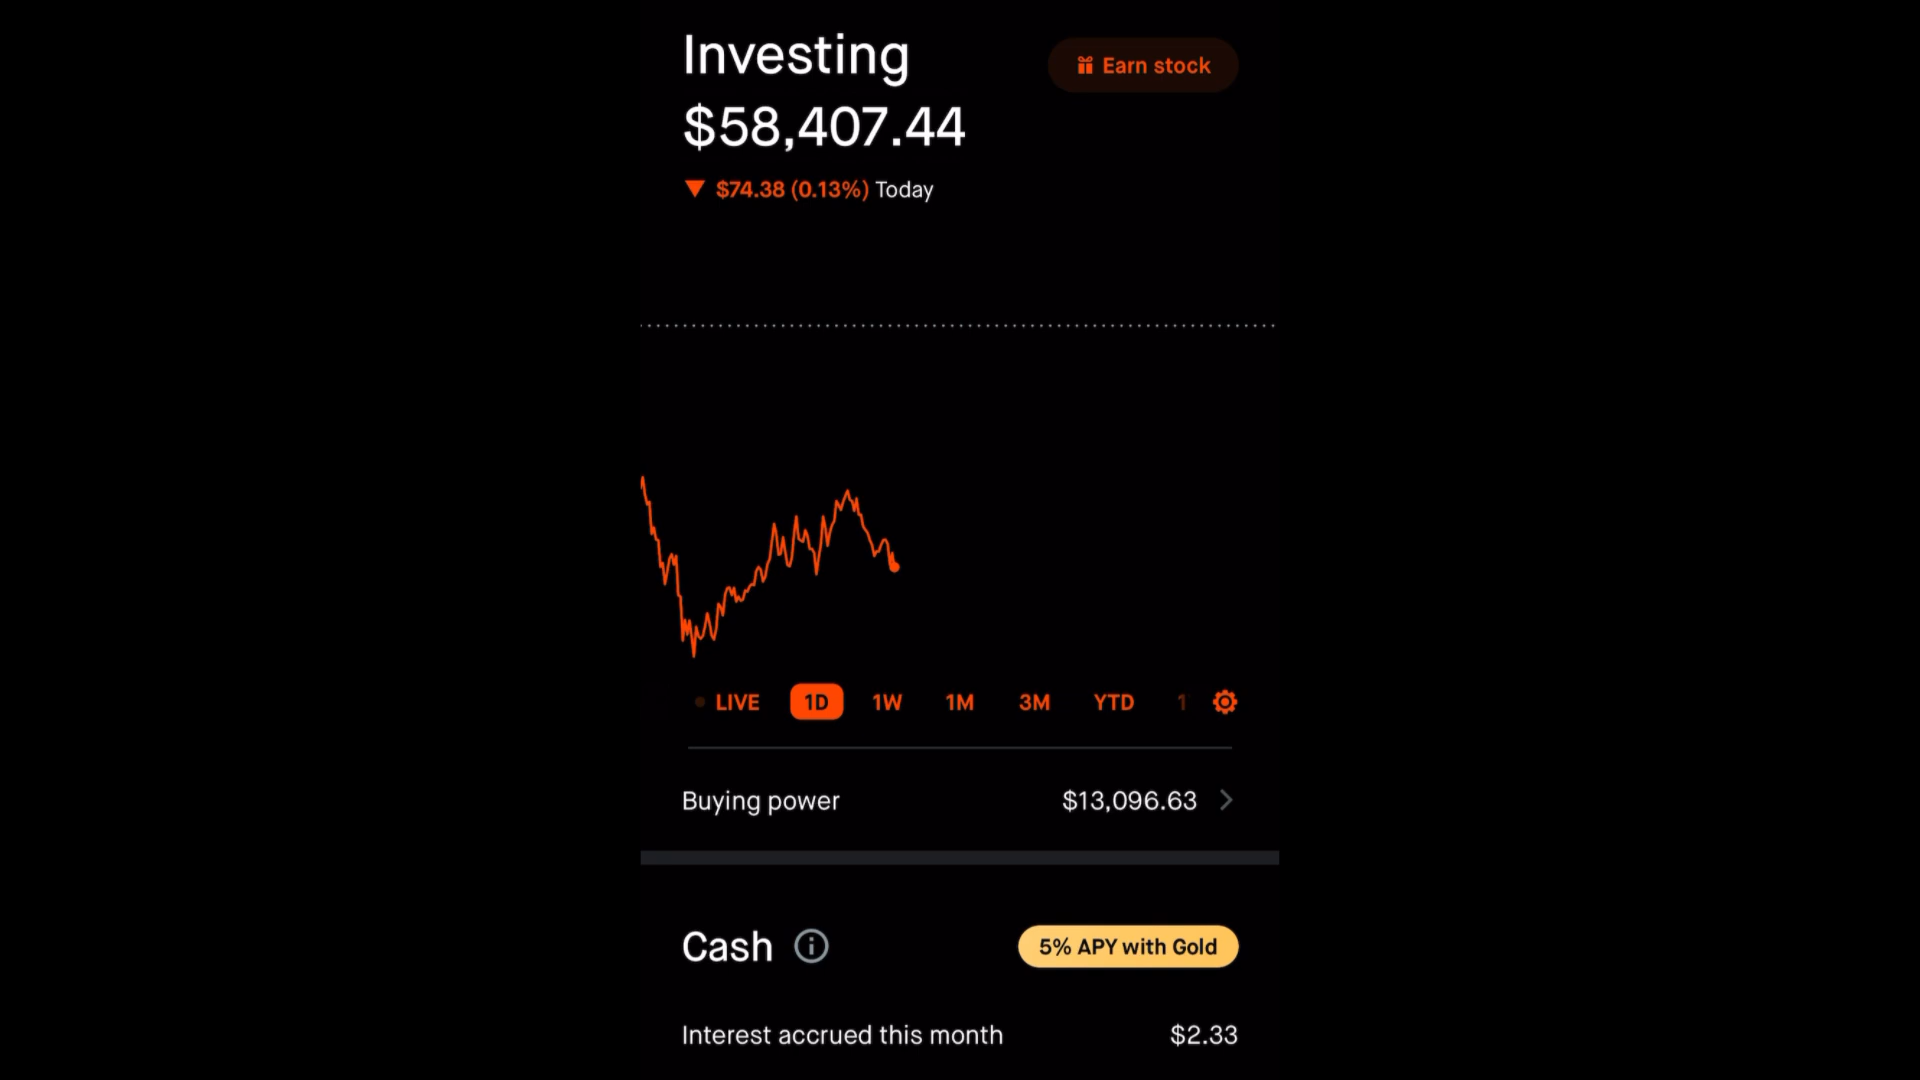 Investing
Earn stock
$58,407.44
▼ $74.38 (0.13%) Today
LIVE 1D 1W 1M 3M YTD 1
Buying power $13,096.63
Cash 5% APY with Gold
Interest accrued this month $2.33